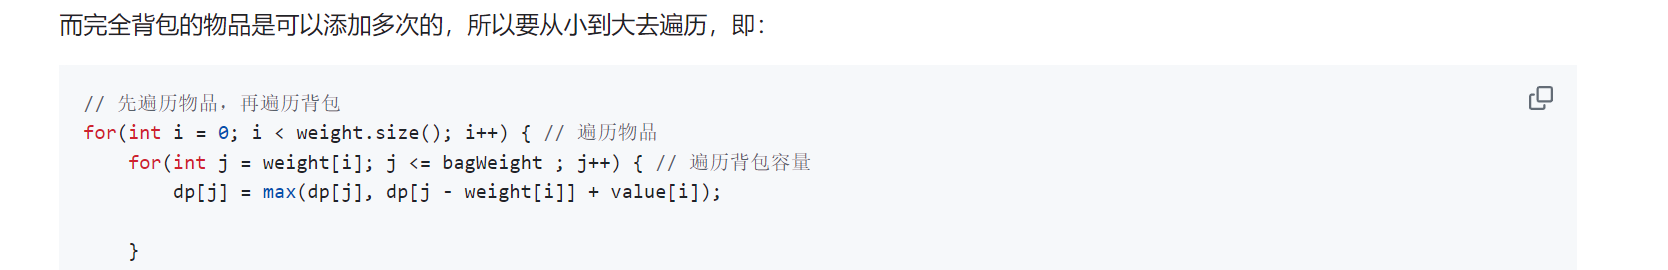 而完全背包的物品是可以添加多次的，所以要从小到大去遍历，即：
// 先遍历物品，再遍历背包
for(int i = 0; i < weight.size(); i++) { // 遍历物品
    for(int j = weight[i]; j <= bagWeight ; j++) { // 遍历背包容量
        dp[j] = max(dp[j], dp[j - weight[i]] + value[i]);
    }